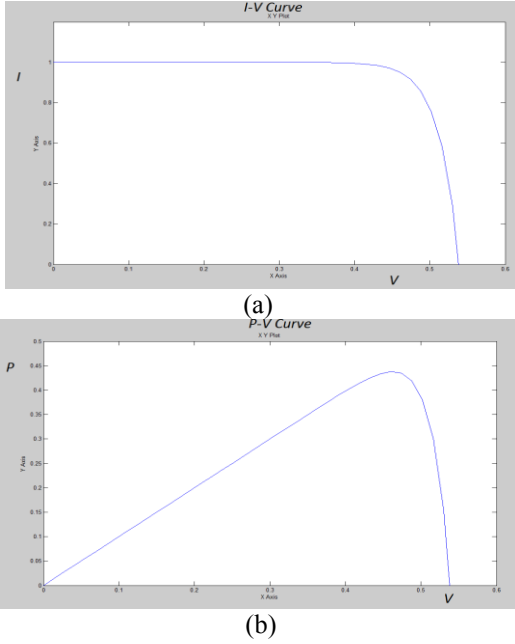 I-V Curve
X Y Plot
I
Y Axis
1
0.8
0.6
0.4
0.2
0
0 0.1 0.2 0.3 0.4 0.5 0.6
X Axis
V
(a)
P-V Curve
X Y Plot
P
Y Axis
0.5
0.45
0.4
0.35
0.3
0.25
0.2
0.15
0.1
0.05
0
0 0.1 0.2 0.3 0.4 0.5 0.6
X Axis
V
(b)